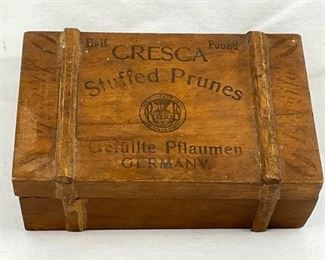 Half Pound
CRESCA
Stuffed Prunes
Gefüllte Pflaumen
GERMANY.